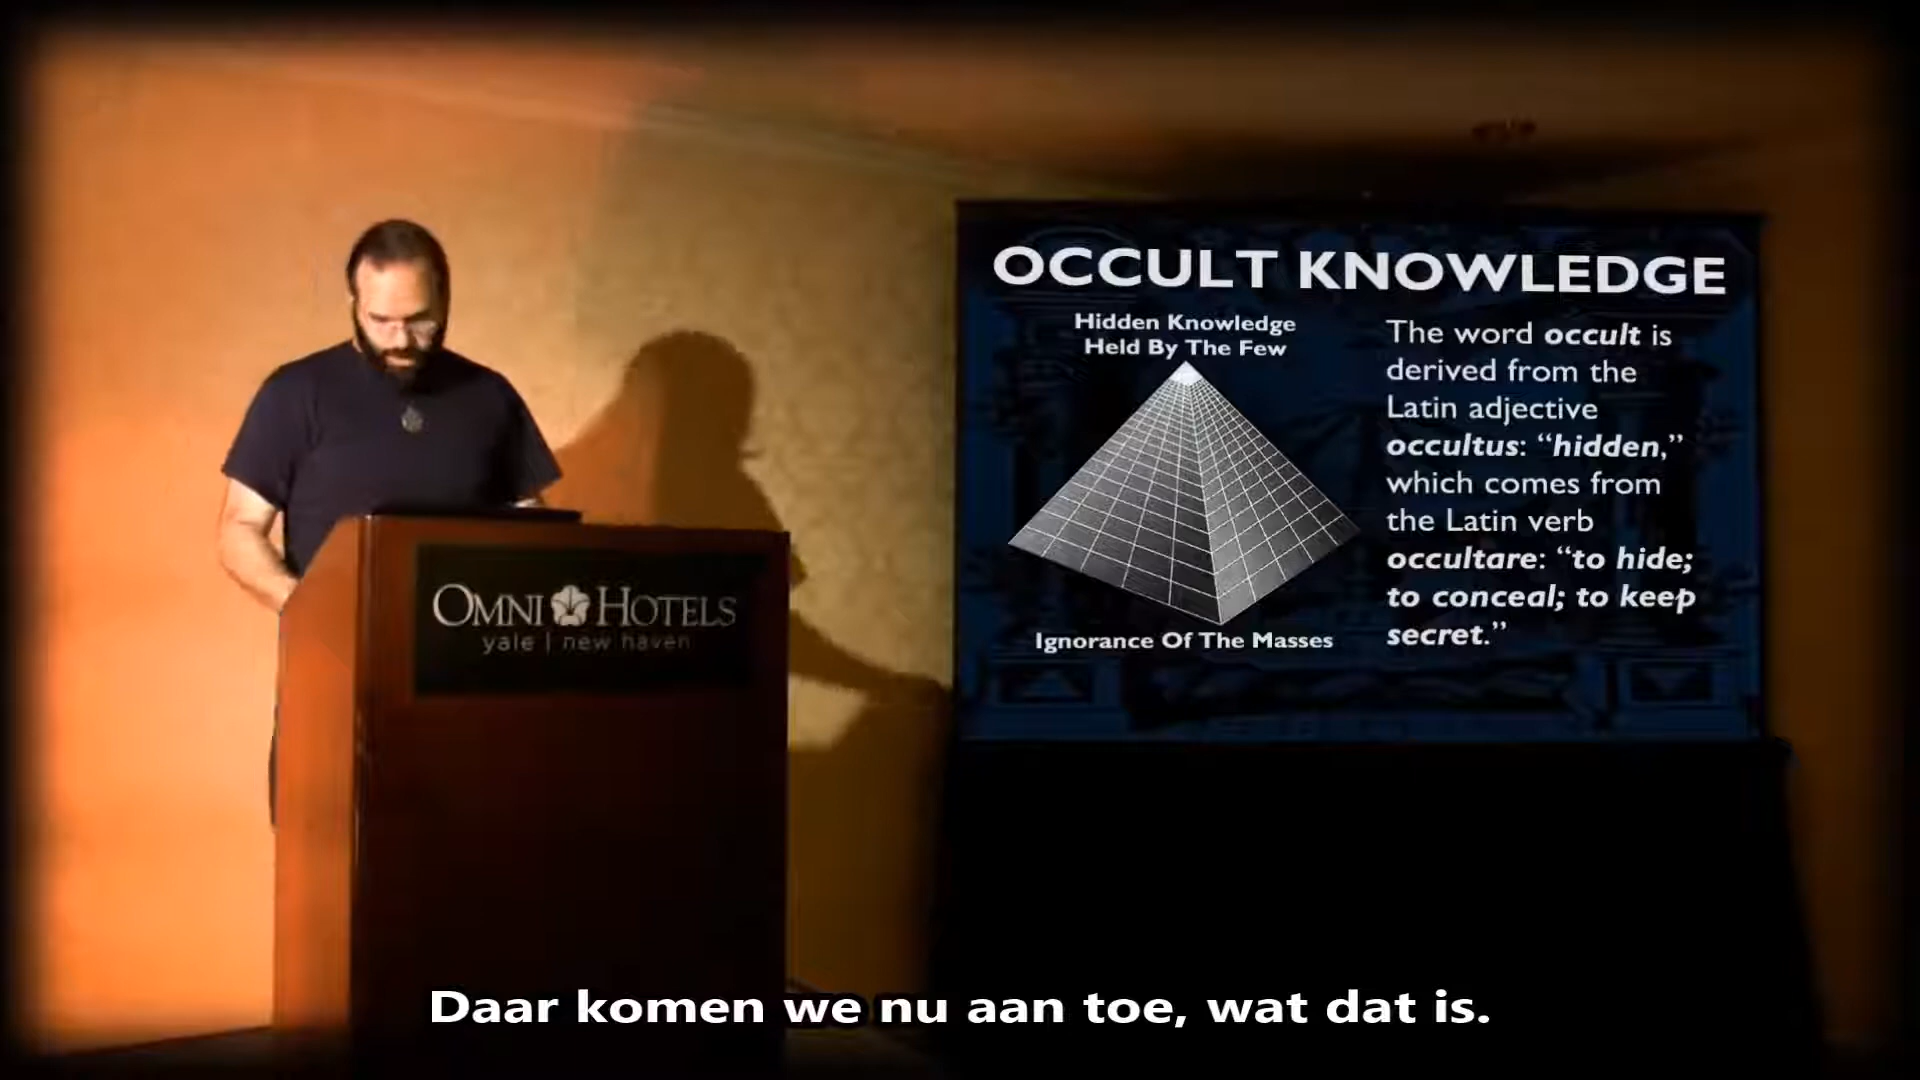 OCCULT KNOWLEDGE
Hidden Knowledge
Held By The Few
Ignorance Of The Masses
The word occult is
derived from the
Latin adjective
occultus: “hidden,”
which comes from
the Latin verb
occultare: “to hide;
to conceal; to keep
secret.”
OMNI HOTELS
yale | new haven
Daar komen we nu aan toe, wat dat is.